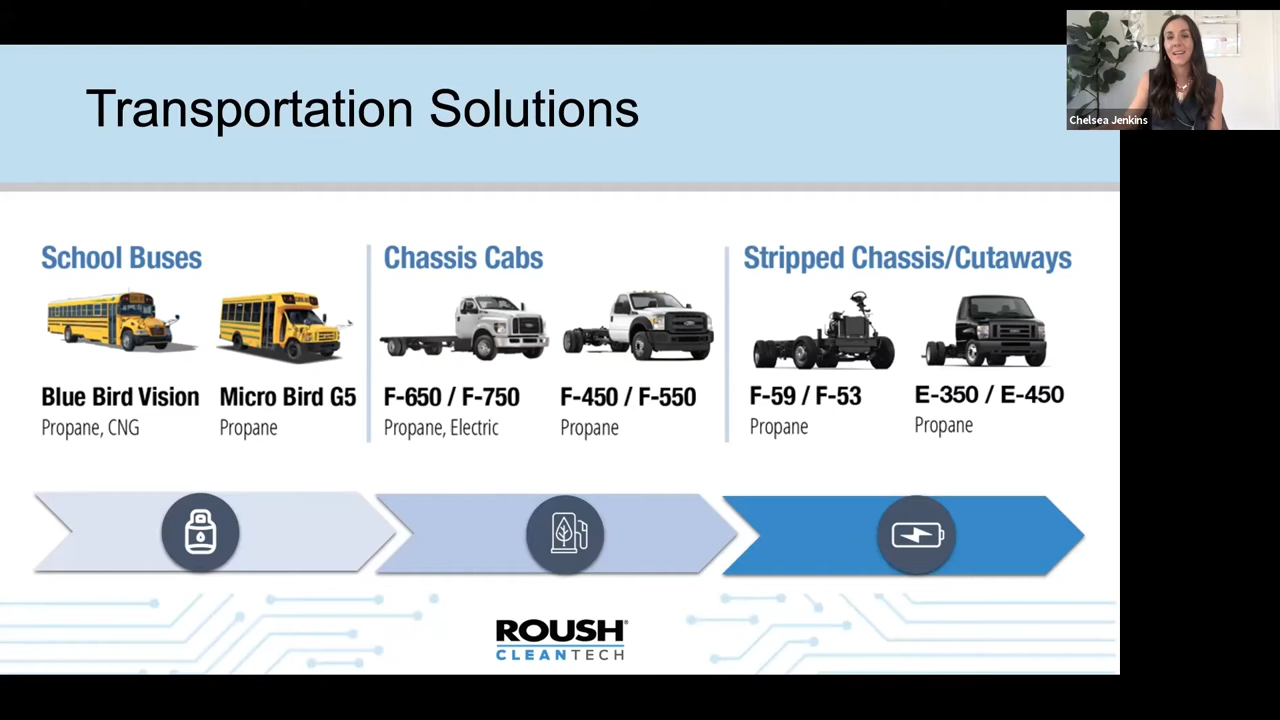 Transportation Solutions
Chelsea Jenkins
School Buses
Blue Bird Vision
Propane, CNG
Micro Bird G5
Propane
Chassis Cabs
F-650 / F-750
Propane, Electric
F-450 / F-550
Propane
Stripped Chassis/Cutaways
F-59 / F-53
Propane
E-350 / E-450
Propane
ROUSH®
CLEANTECH